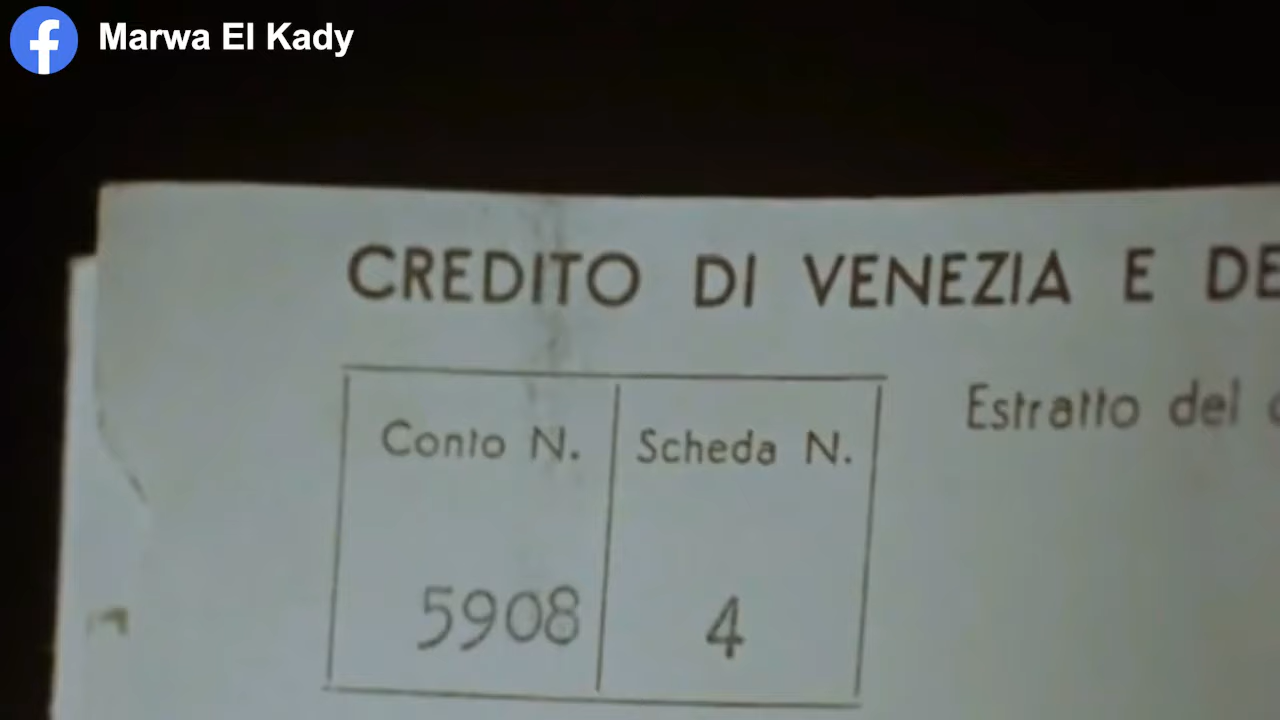 Marwa El Kady
CREDITO DI VENEZIA E DE
Estratto del
Conto N. Scheda N.
5908 4